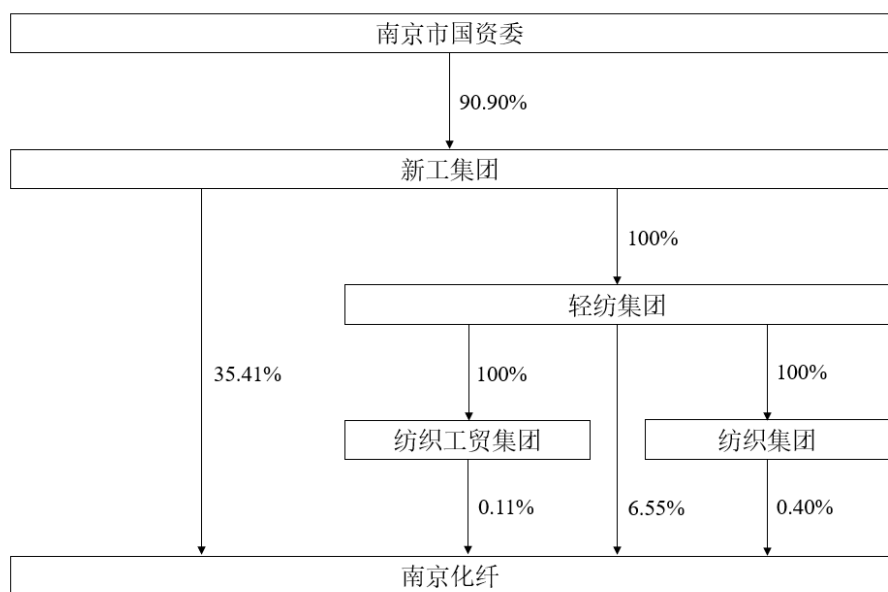 南京市国资委
90.90%
新工集团
100%
轻纺集团
35.41%
100%
100%
纺织工贸集团
纺织集团
0.11%
6.55%
0.40%
南京化纤